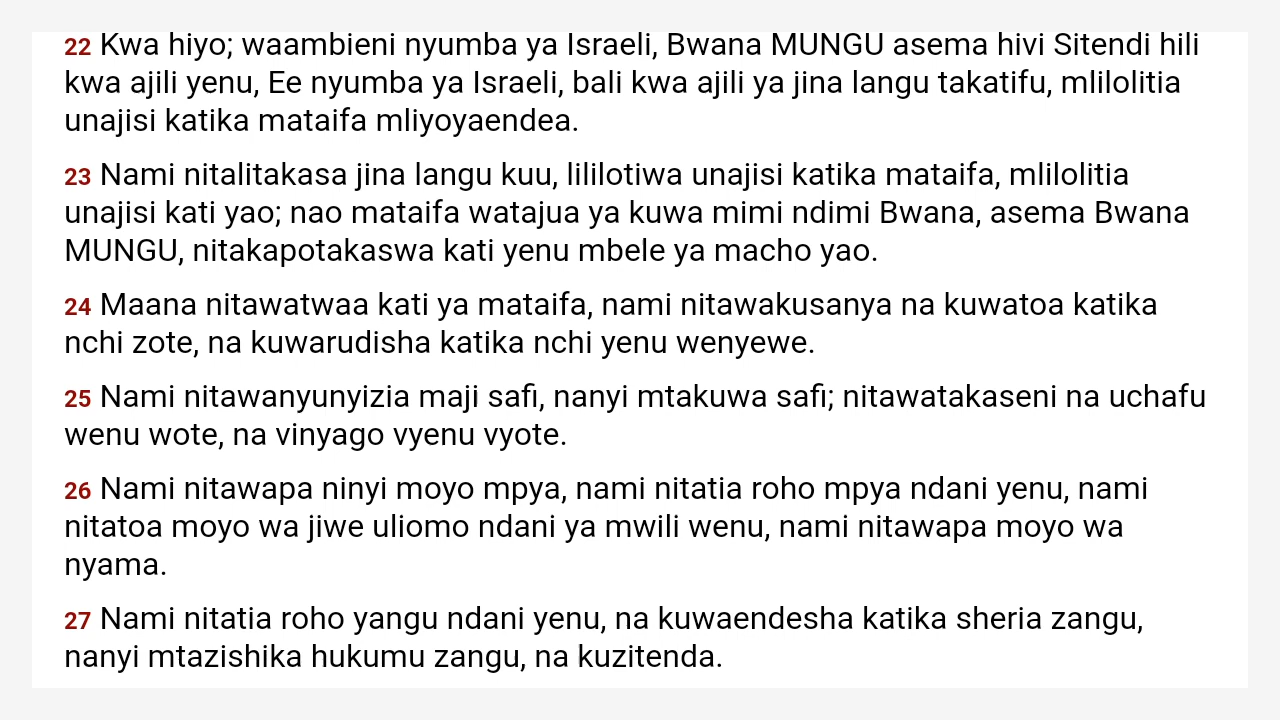 22 Kwa hiyo; waambieni nyumba ya Israeli, Bwana MUNGU asema hivi Sitendi hili
kwa ajili yenu, Ee nyumba ya Israeli, bali kwa ajili ya jina langu takatifu, mlilolitia
unajisi katika mataifa mliyoyaendea.
23 Nami nitalitakasa jina langu kuu, lililotiwa unajisi katika mataifa, mlilolitia
unajisi kati yao; nao mataifa watajua ya kuwa mimi ndimi Bwana, asema Bwana
MUNGU, nitakapotakaswa kati yenu mbele ya macho yao.
24 Maana nitawatwaa kati ya mataifa, nami nitawakusanya na kuwatoa katika
nchi zote, na kuwarudisha katika nchi yenu wenyewe.
25 Nami nitawanyunyizia maji safi, nanyi mtakuwa safi; nitawatakaseni na uchafu
wenu wote, na vinyago vyenu vyote.
26 Nami nitawapa ninyi moyo mpya, nami nitatia roho mpya ndani yenu, nami
nitatoa moyo wa jiwe uliomo ndani ya mwili wenu, nami nitawapa moyo wa
nyama.
27 Nami nitatia roho yangu ndani yenu, na kuwaendesha katika sheria zangu,
nanyi mtazishika hukumu zangu, na kuzitenda.